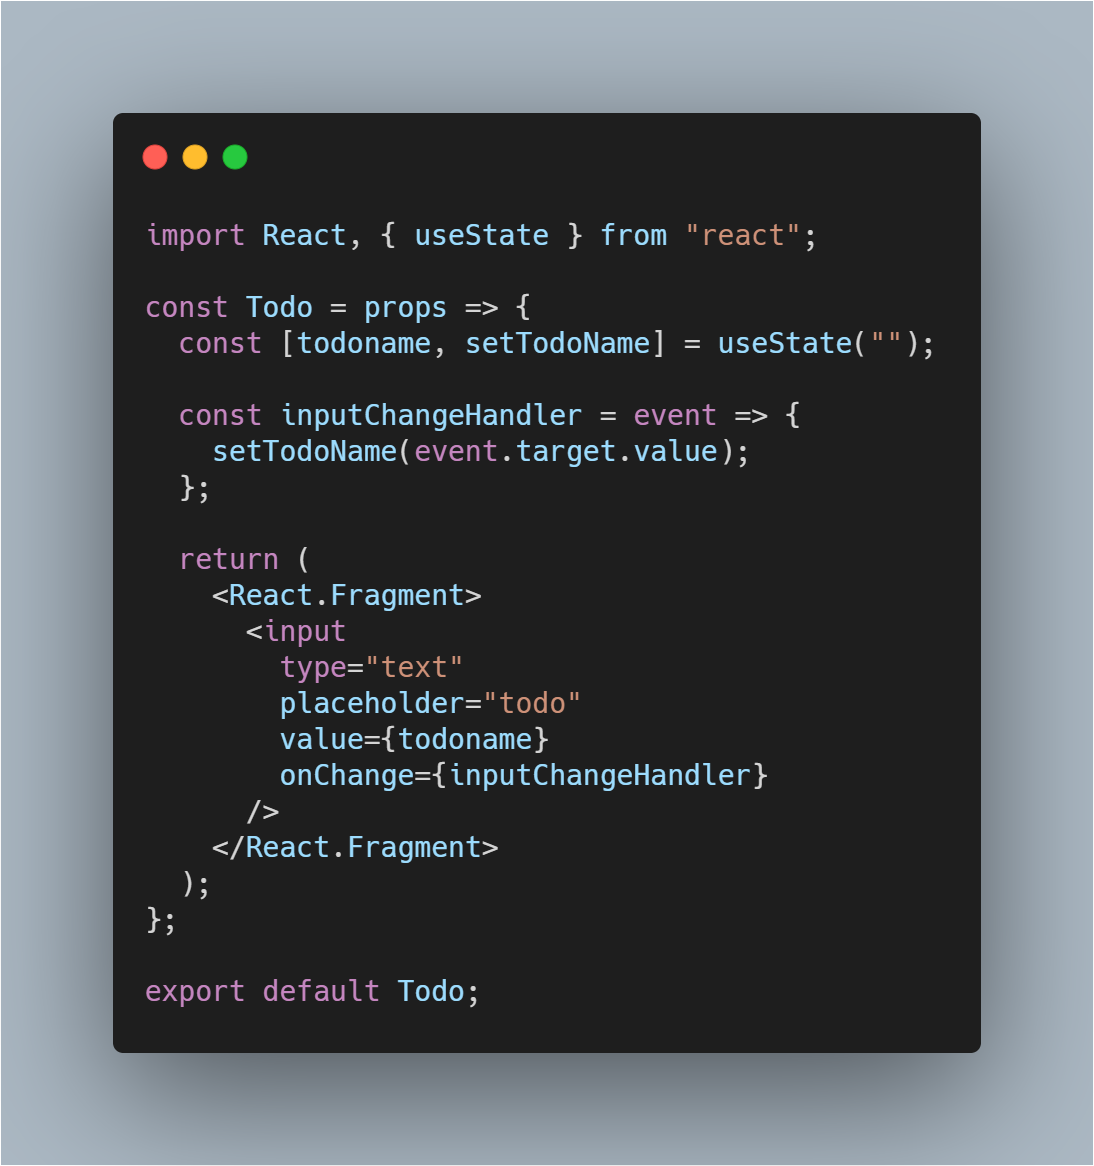 import React, { useState } from "react";

const Todo = props => {
  const [todoname, setTodoName] = useState("");

  const inputChangeHandler = event => {
    setTodoName(event.target.value);
  };

  return (
    <React.Fragment>
      <input
        type="text"
        placeholder="todo"
        value={todoname}
        onChange={inputChangeHandler}
      />
    </React.Fragment>
  );
};

export default Todo;